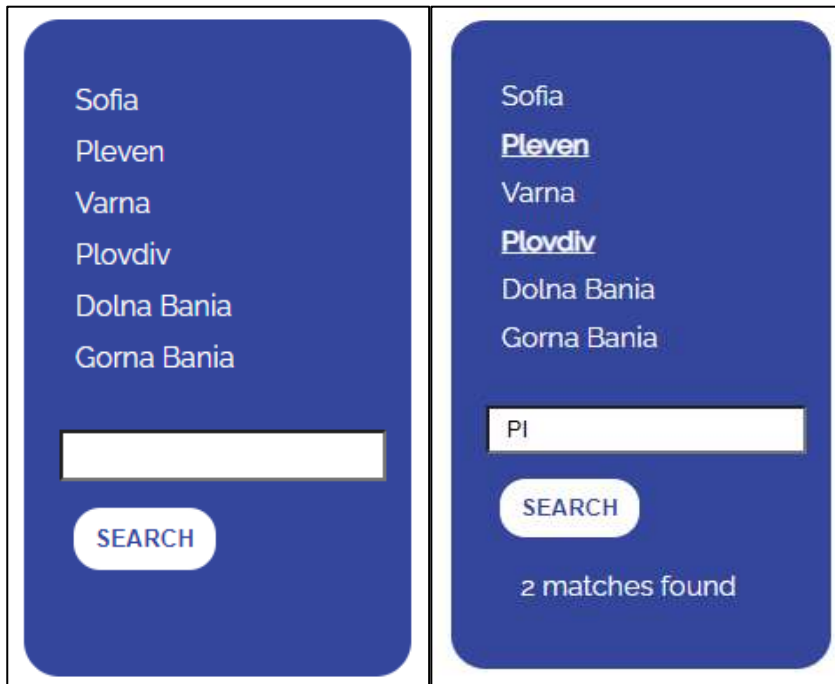 Sofia
Pleven
Varna
Plovdiv
Dolna Bania
Gorna Bania
SEARCH
Sofia
Pleven
Varna
Plovdiv
Dolna Bania
Gorna Bania
Pl
SEARCH
2 matches found